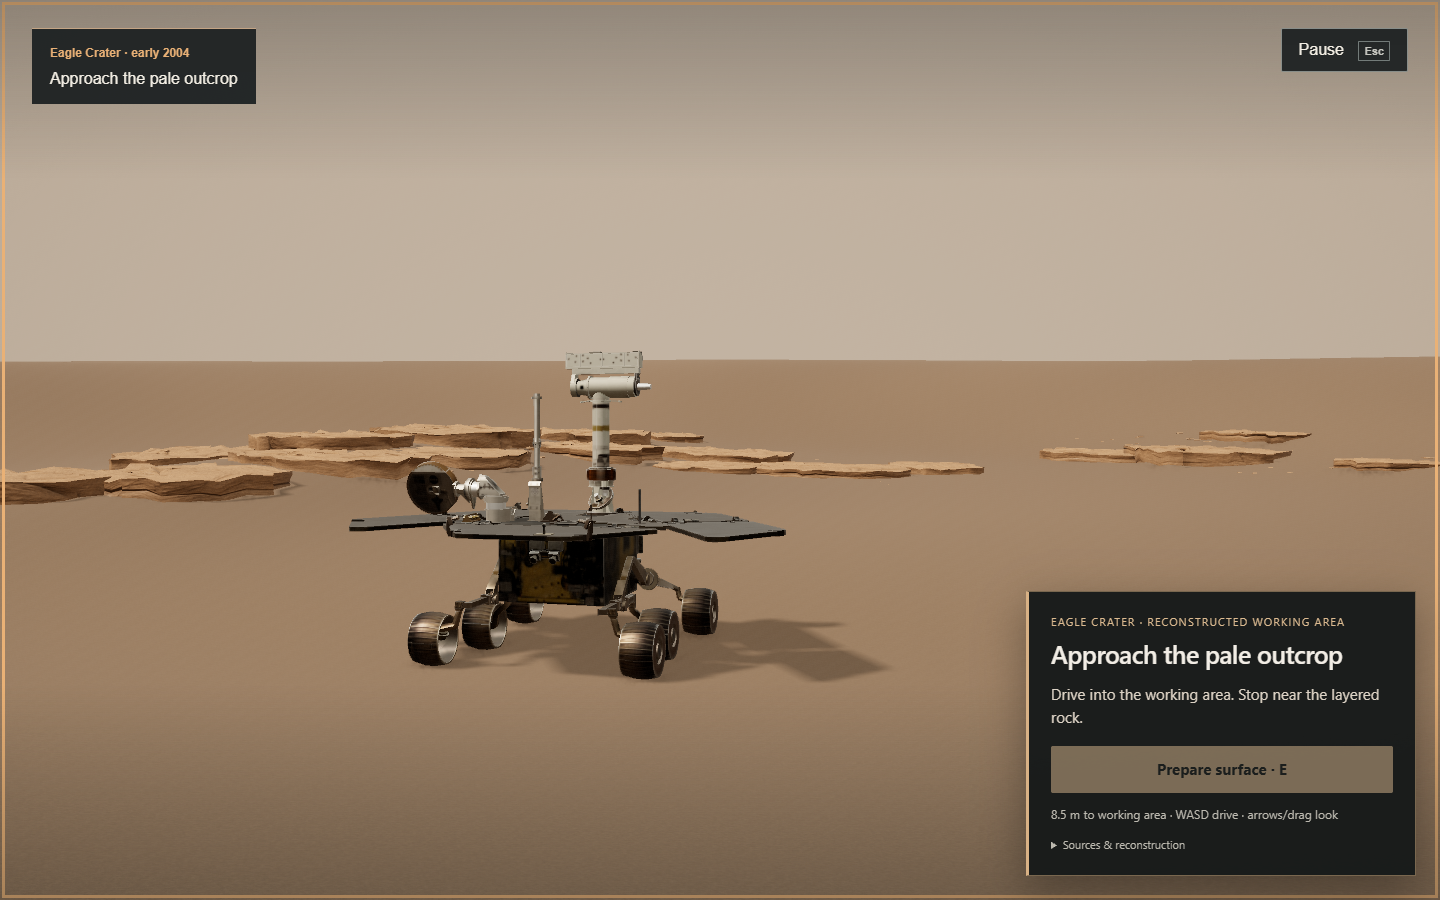 Eagle Crater · early 2004
Approach the pale outcrop
Pause Esc
EAGLE CRATER · RECONSTRUCTED WORKING AREA
Approach the pale outcrop
Drive into the working area. Stop near the layered
rock.
Prepare surface · E
8.5 m to working area · WASD drive · arrows/drag look
▶ Sources & reconstruction